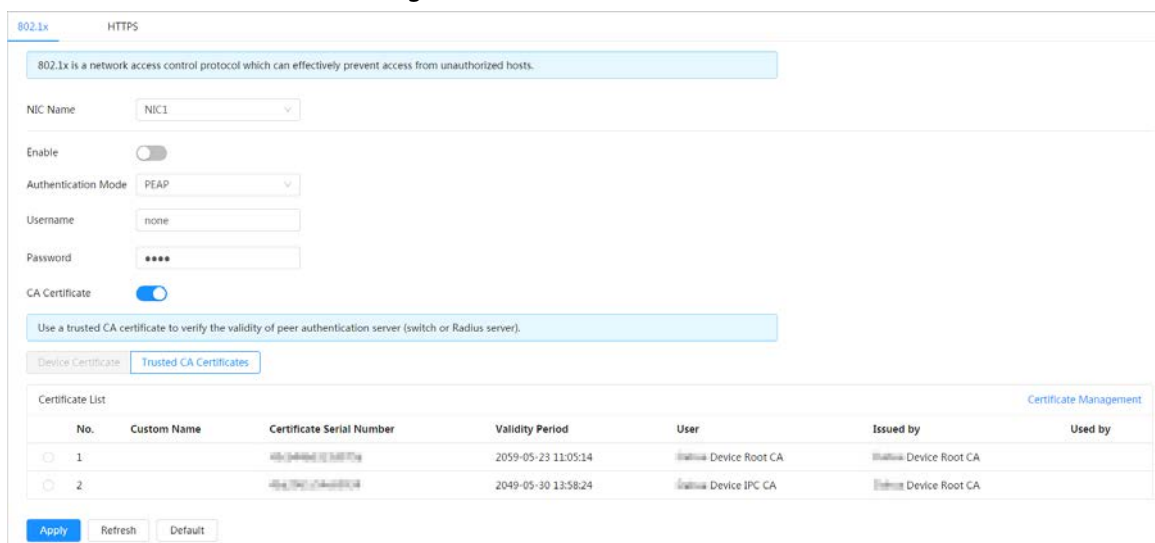 802.1x HTTPS
802.1x is a network access control protocol which can effectively prevent access from unauthorized hosts.
NIC Name NIC1
Enable
Authentication Mode PEAP
Username none
Password ●●●●
CA Certificate
Use a trusted CA certificate to verify the validity of peer authentication server (switch or Radius server).
Device Certificate Trusted CA Certificates
Certificate List Certificate Management
No. Custom Name Certificate Serial Number Validity Period User Issued by Used by
1 2059-05-23 11:05:14 Device Root CA Device Root CA
2 2049-05-30 13:58:24 Device IPC CA Device Root CA
Apply Refresh Default